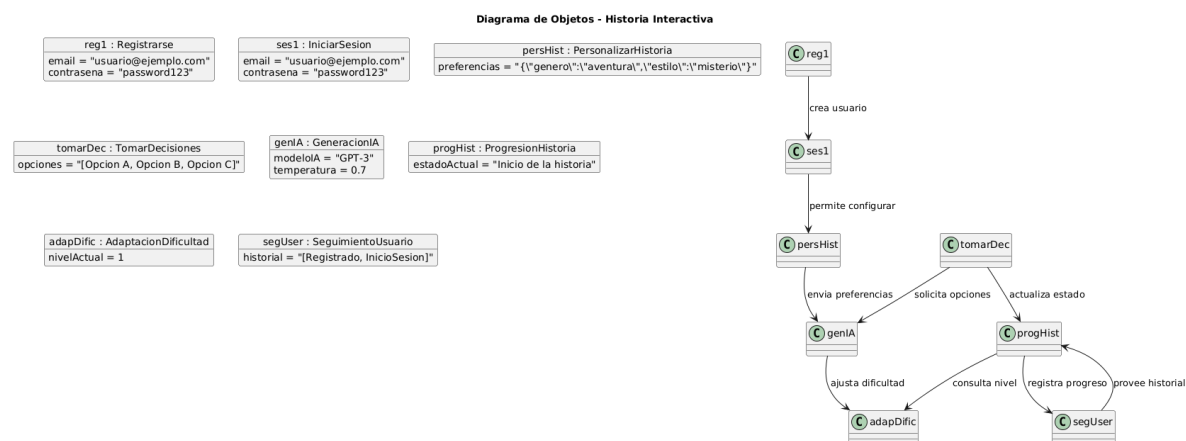 Diagrama de Objetos - Historia Interactiva
reg1 : Registrarse
email = "usuario@ejemplo.com"
contrasena = "password123"
ses1 : IniciarSesion
email = "usuario@ejemplo.com"
contrasena = "password123"
persHist : PersonalizarHistoria
preferencias = "{\"genero\":\"aventura\",\"estilo\":\"misterio\"}"
C reg1
crea usuario
tomarDec : TomarDecisiones
opciones = "[Opcion A, Opcion B, Opcion C]"
genIA : GeneracionIA
modeloIA = "GPT-3"
temperatura = 0.7
progHist : ProgresionHistoria
estadoActual = "Inicio de la historia"
C ses1
permite configurar
adapDific : AdaptacionDificultad
nivelActual = 1
segUser : SeguimientoUsuario
historial = "[Registrado, InicioSesion]"
C persHist
C tomarDec
envia preferencias
solicita opciones
actualiza estado
C genIA
C progHist
ajusta dificultad
consulta nivel
registra progreso
provee historial
C adapDific
C segUser